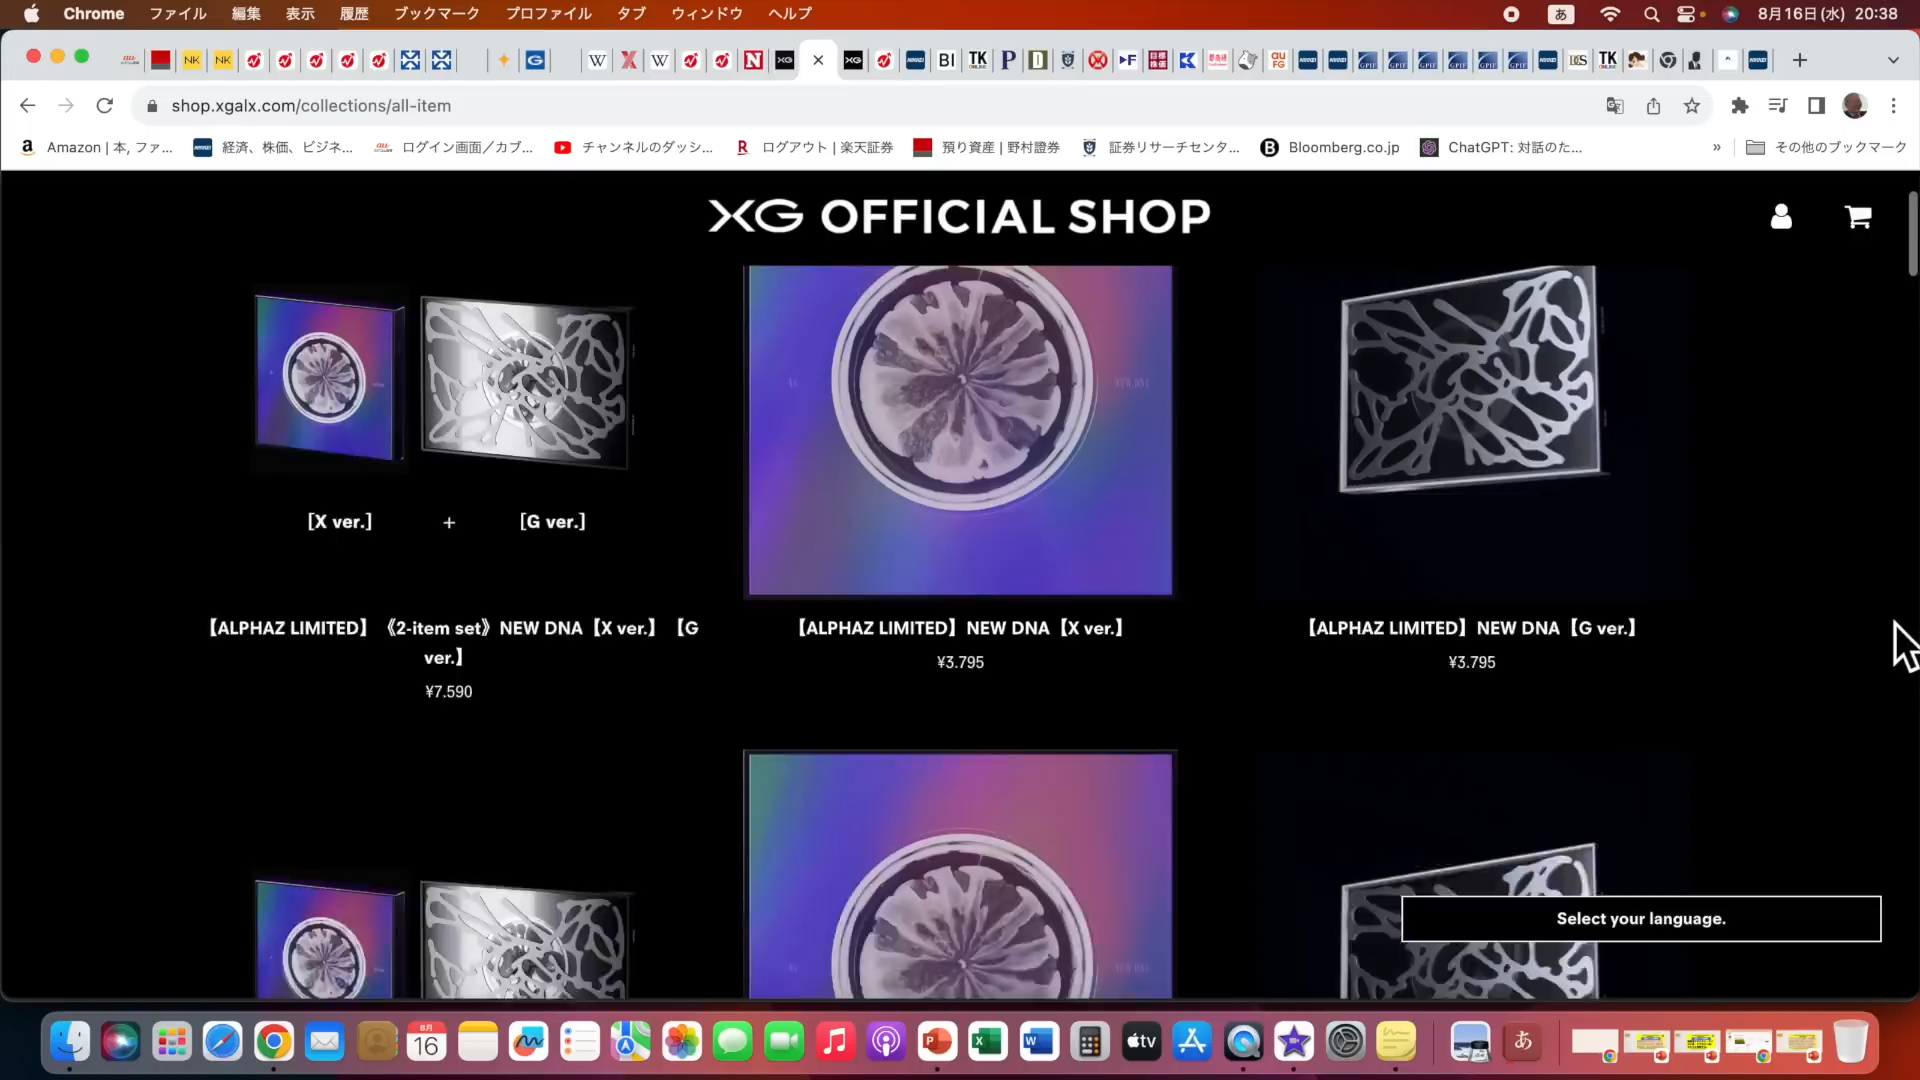 Chrome ファイル 編集 表示 履歴 ブックマーク プロファイル タブ ウィンドウ ヘルプ あ 8月16日(水) 20:38
shop.xgalx.com/collections/all-item
Amazon | 本, ファ... 経済、株価、ビジネ... ログイン画面／カブ... チャンネルのダッシ... ログアウト | 楽天証券 預り資産 | 野村證券 証券リサーチセンタ... Bloomberg.co.jp ChatGPT: 対話のた... » その他のブックマーク
XG OFFICIAL SHOP
[X ver.] + [G ver.]
【ALPHAZ LIMITED】《2-item set》NEW DNA【X ver.】【G
ver.】
¥7.590
【ALPHAZ LIMITED】NEW DNA【X ver.】
¥3.795
【ALPHAZ LIMITED】NEW DNA【G ver.】
¥3.795
Select your language.
8月
16
tv
あ